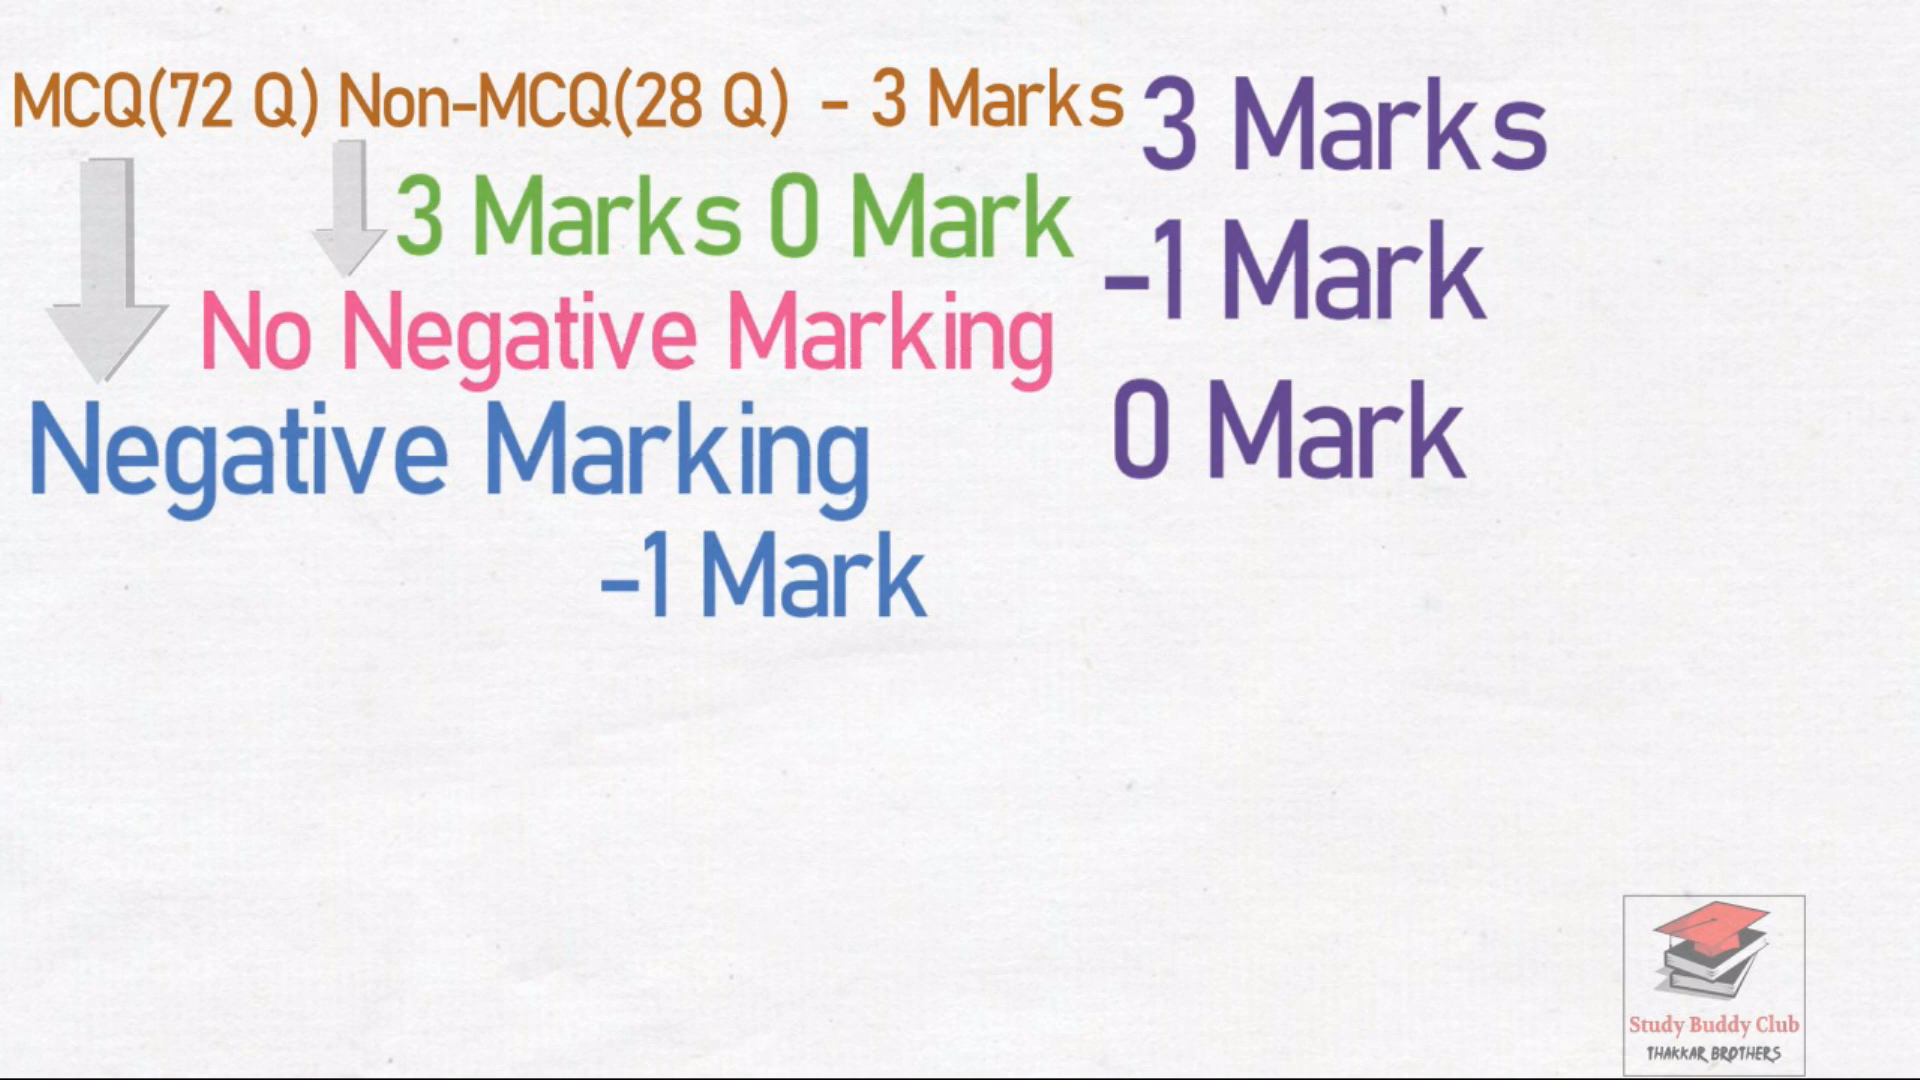 MCQ(72 Q) Non-MCQ(28 Q) - 3 Marks
3 Marks 0 Mark
No Negative Marking
Negative Marking
-1 Mark
3 Marks
-1 Mark
0 Mark
Study Buddy Club
THAKKAR BROTHERS